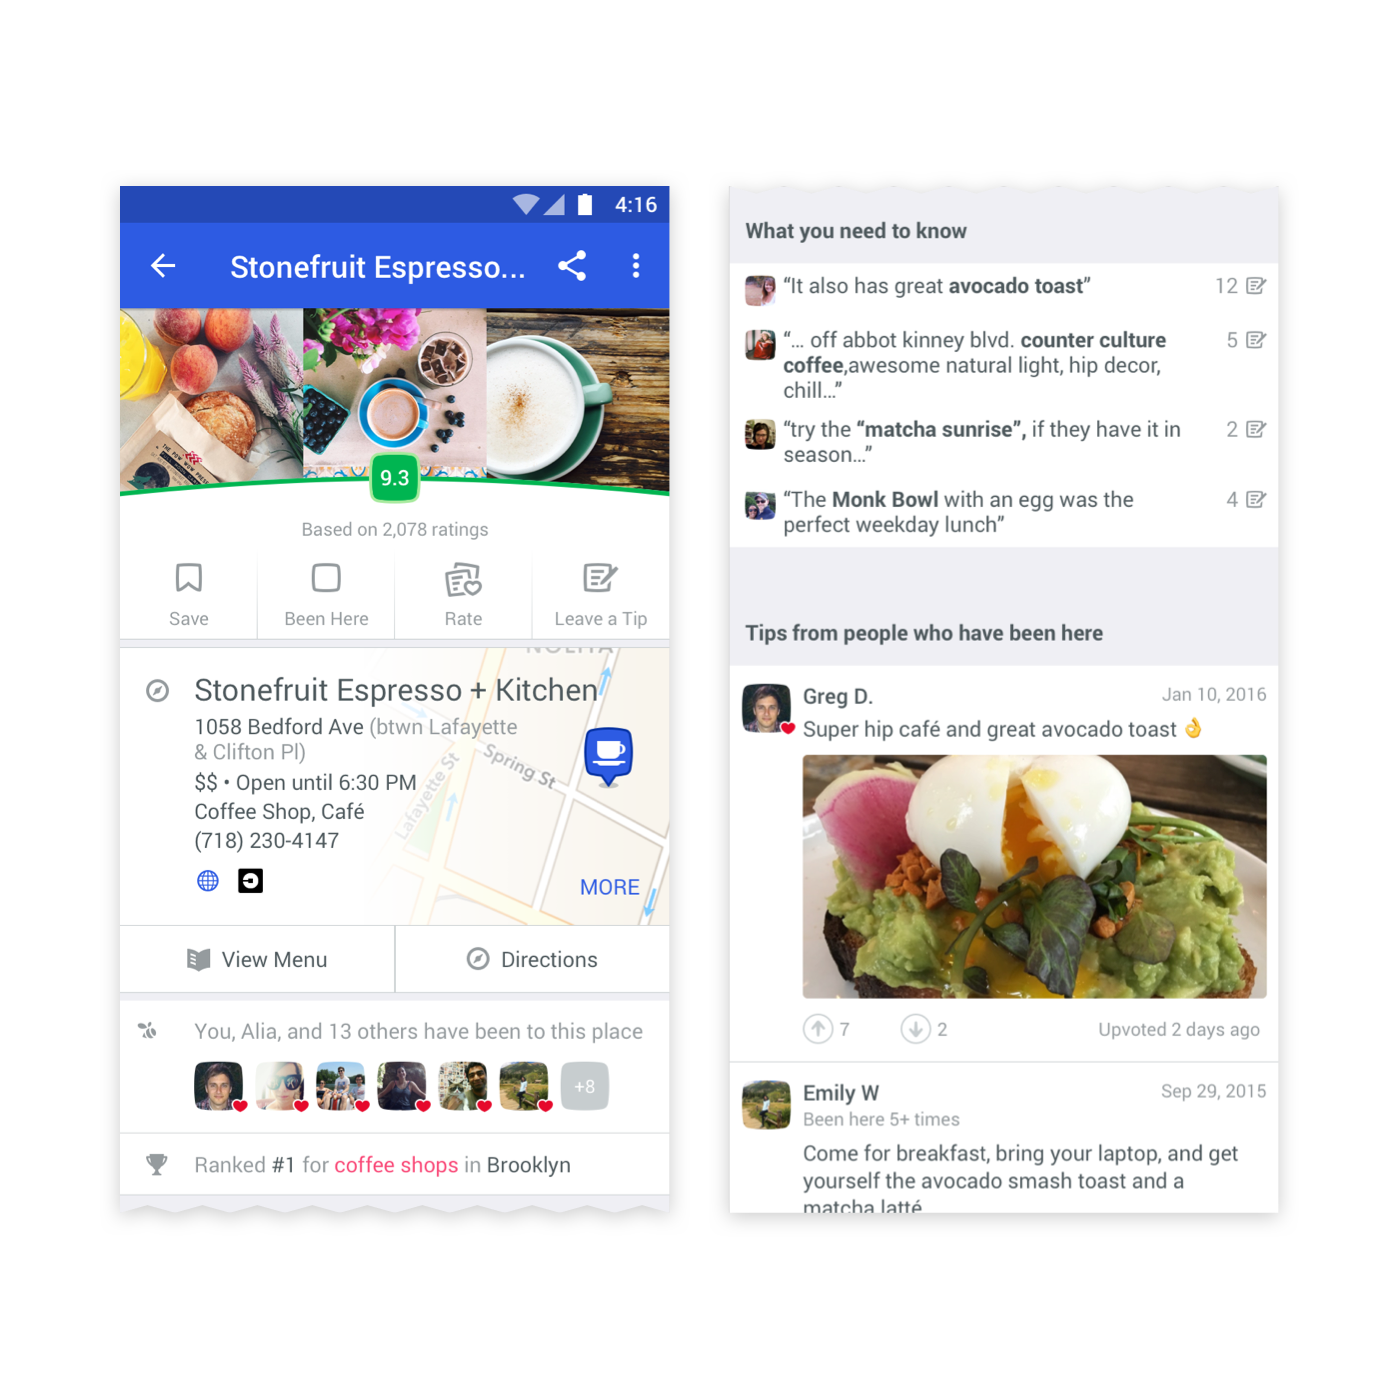 4:16
Stonefruit Espresso...
THE POW WOW PRESS
9.3
Based on 2,078 ratings
Save
Been Here
Rate
Leave a Tip
NOLITA
Stonefruit Espresso + Kitchen
1058 Bedford Ave (btwn Lafayette
& Clifton Pl)
$$ • Open until 6:30 PM
Coffee Shop, Café
(718) 230-4147
Lafayette St
Spring St
MORE
View Menu
Directions
You, Alia, and 13 others have been to this place
+8
Ranked #1 for coffee shops in Brooklyn
What you need to know
“It also has great avocado toast”
12
“... off abbot kinney blvd. counter culture
5
coffee,awesome natural light, hip decor,
chill...”
“try the “matcha sunrise”, if they have it in
2
season...”
“The Monk Bowl with an egg was the
4
perfect weekday lunch”
Tips from people who have been here
Greg D.
Jan 10, 2016
Super hip café and great avocado toast 👌
7
2
Upvoted 2 days ago
Emily W
Sep 29, 2015
Been here 5+ times
Come for breakfast, bring your laptop, and get
yourself the avocado smash toast and a
matcha latté